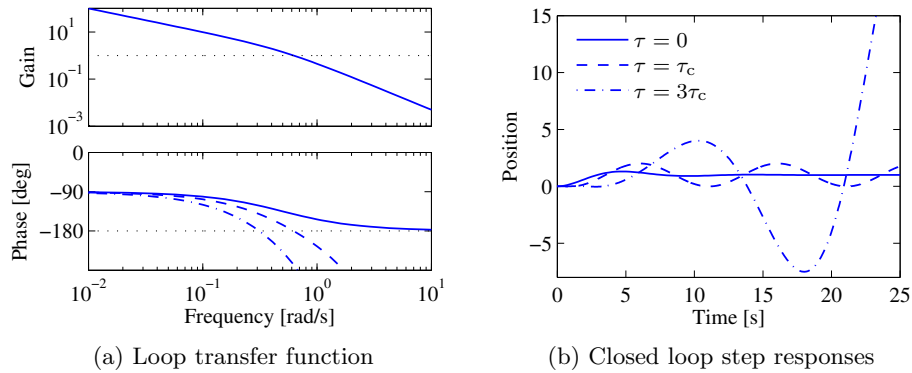 10^1
10^-1
10^-3
Gain
0
-90
-180
Phase [deg]
10^-2 10^-1 10^0 10^1
Frequency [rad/s]
(a) Loop transfer function
15
10
5
0
−5
Position
τ = 0
τ = τc
τ = 3τc
0 5 10 15 20 25
Time [s]
(b) Closed loop step responses